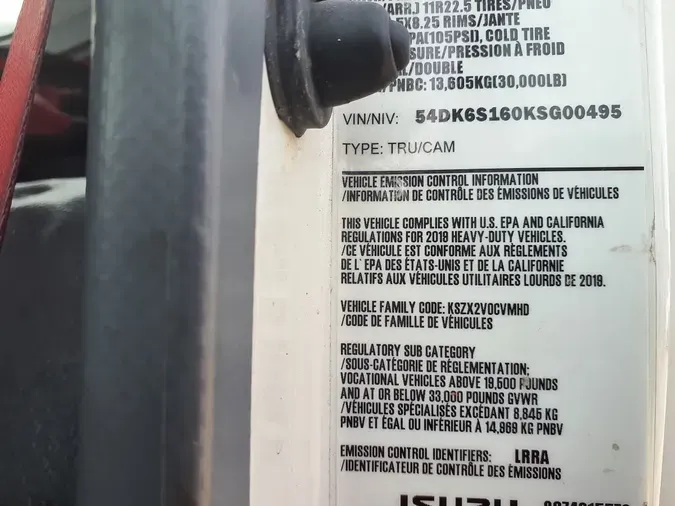 (ARR.) 11R22.5 TIRES/PNEU
5X8.25 RIMS/JANTE
PA(105PSI), COLD TIRE
SURE/PRESSION À FROID
/DOUBLE
/PNBC: 13,605KG(30,000LB)
VIN/NIV: 54DK6S160KSG00495
TYPE: TRU/CAM
VEHICLE EMISSION CONTROL INFORMATION
/INFORMATION DE CONTRÔLE DES ÉMISSIONS DE VÉHICULES
THIS VEHICLE COMPLIES WITH U.S. EPA AND CALIFORNIA
REGULATIONS FOR 2019 HEAVY-DUTY VEHICLES.
/CE VÉHICULE EST CONFORME AUX RÈGLEMENTS
DE L' EPA DES ÉTATS-UNIS ET DE LA CALIFORNIE
RELATIFS AUX VÉHICULES UTILITAIRES LOURDS DE 2019.
VEHICLE FAMILY CODE: KSZX2VOCVMHD
/CODE DE FAMILLE DE VÉHICULES
REGULATORY SUB CATEGORY
/SOUS-CATÉGORIE DE RÉGLEMENTATION;
VOCATIONAL VEHICLES ABOVE 19,500 POUNDS
AND AT OR BELOW 33,000 POUNDS GVWR
/VÉHICULES SPÉCIALISÉS EXCÉDANT 8,845 KG
PNBV ET ÉGAL OU INFÉRIEUR À 14,969 KG PNBV
EMISSION CONTROL IDENTIFIERS: LRRA
/IDENTIFICATEUR DE CONTRÔLE DES ÉMISSIONS
ISUZU